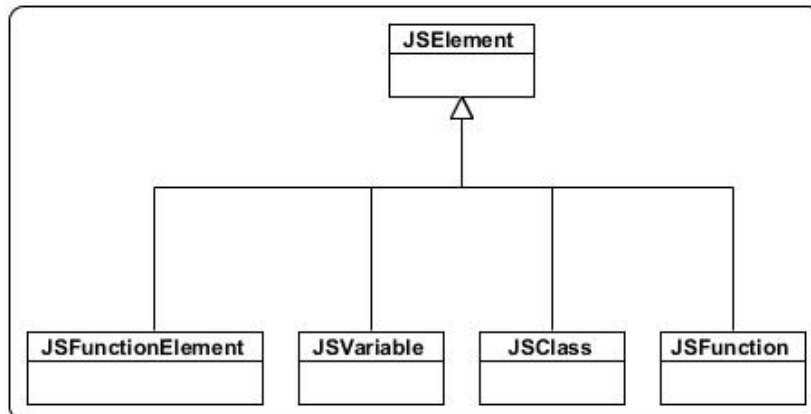 JSElement
JSFunctionElement
JSVariable
JSClass
JSFunction